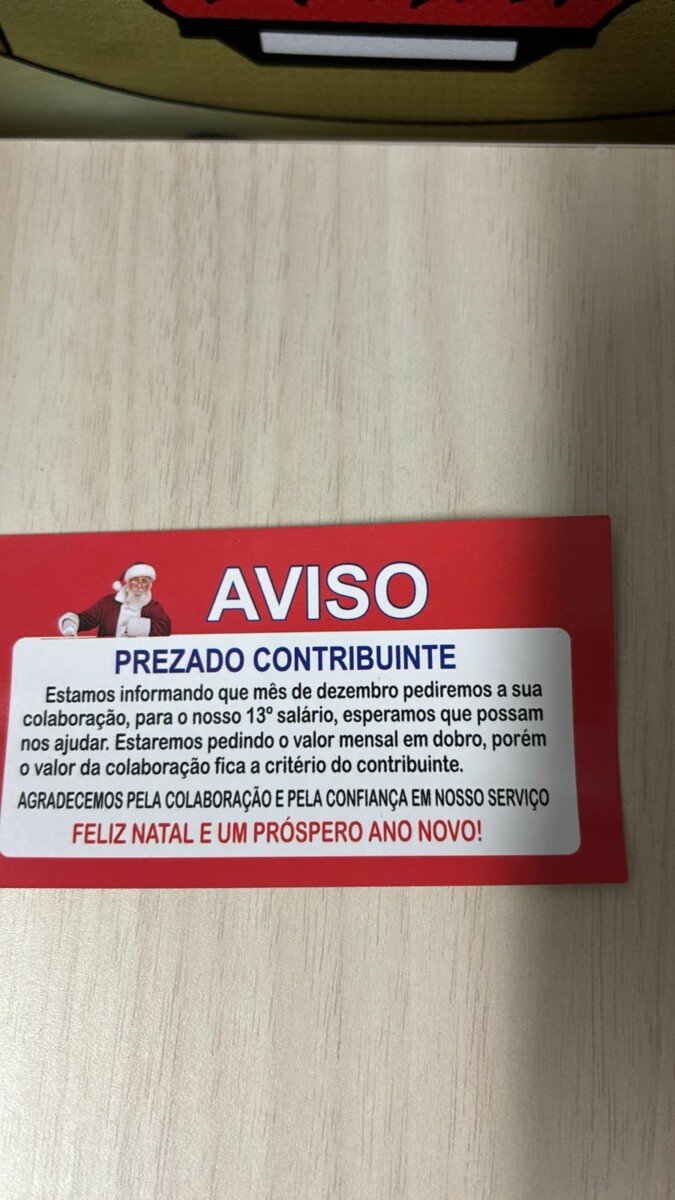 AVISO
PREZADO CONTRIBUINTE
Estamos informando que mês de dezembro pediremos a sua
colaboração, para o nosso 13º salário, esperamos que possam
nos ajudar. Estaremos pedindo o valor mensal em dobro, porém
o valor da colaboração fica a critério do contribuinte.
AGRADECEMOS PELA COLABORAÇÃO E PELA CONFIANÇA EM NOSSO SERVIÇO
FELIZ NATAL E UM PRÓSPERO ANO NOVO!